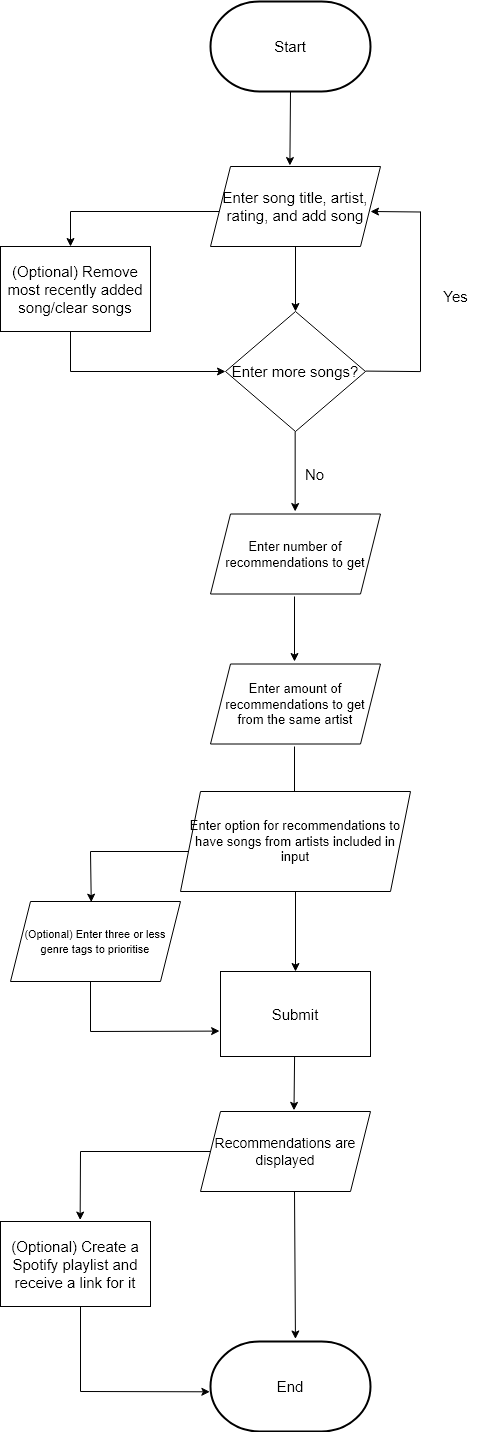 Start
Enter song title, artist,
rating, and add song
(Optional) Remove
most recently added
song/clear songs
Yes
Enter more songs?
No
Enter number of
recommendations to get
Enter amount of
recommendations to get
from the same artist
Enter option for recommendations to
have songs from artists included in
input
(Optional) Enter three or less
genre tags to prioritise
Submit
Recommendations are
displayed
(Optional) Create a
Spotify playlist and
receive a link for it
End